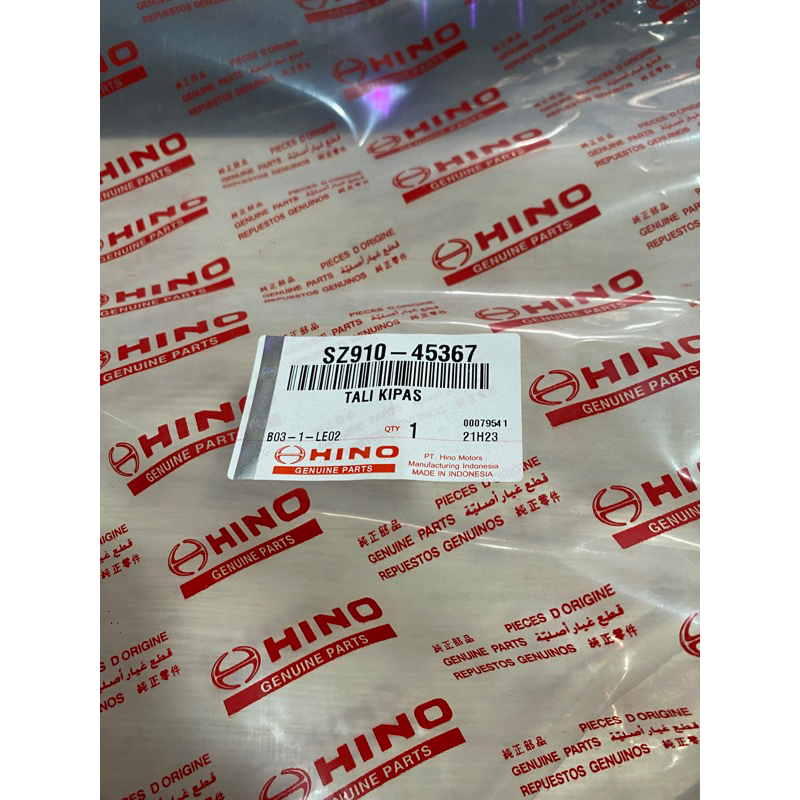 SZ910-45367
TALI KIPAS
B03-1-LE02
QTY 1
00079541
21H23
HINO
GENUINE PARTS
PT. Hino Motors
Manufacturing Indonesia
MADE IN INDONESIA
HINO
GENUINE PARTS
純正部品 PIECES D'ORIGINE
GENUINE PARTS قطع غيار أصلية
REPUESTOS GENUINOS 純正零件